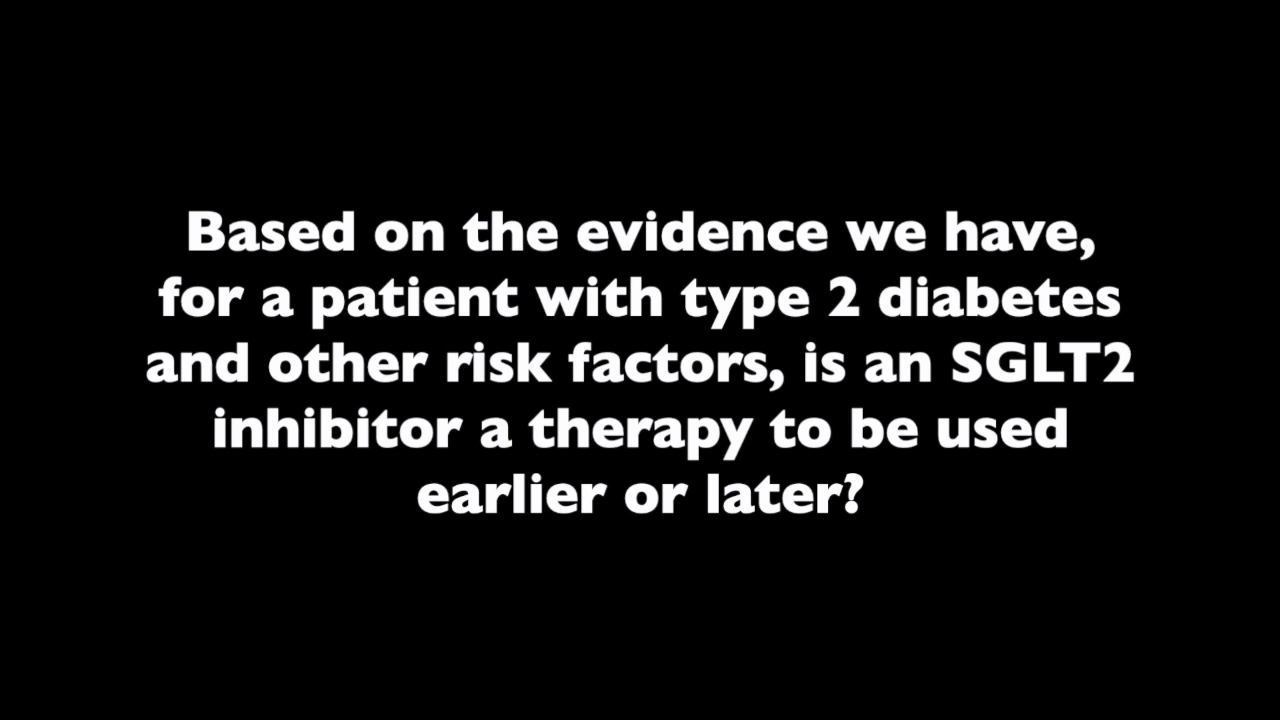 Based on the evidence we have,
for a patient with type 2 diabetes
and other risk factors, is an SGLT2
inhibitor a therapy to be used
earlier or later?